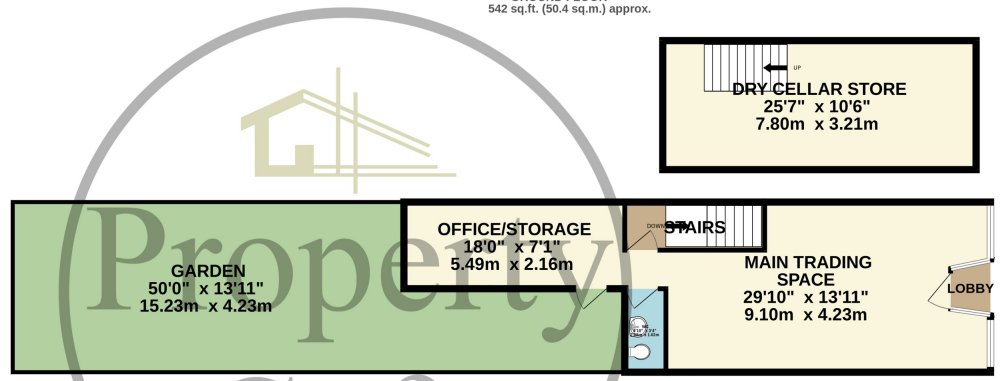 542 sq.ft. (50.4 sq.m.) approx.
UP
DRY CELLAR STORE
25'7" x 10'6"
7.80m x 3.21m
OFFICE/STORAGE
18'0" x 7'1"
5.49m x 2.16m
DOWN
STAIRS
GARDEN
50'0" x 13'11"
15.23m x 4.23m
MAIN TRADING
SPACE
29'10" x 13'11"
9.10m x 4.23m
LOBBY
WC
Property